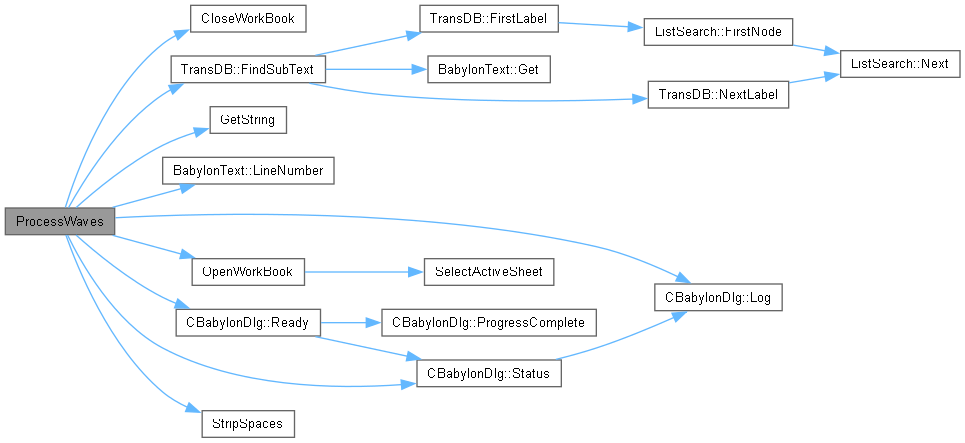 CloseWorkBook
TransDB::FirstLabel
ListSearch::FirstNode
TransDB::FindSubText
BabylonText::Get
ListSearch::Next
TransDB::NextLabel
GetString
BabylonText::LineNumber
ProcessWaves
OpenWorkBook
SelectActiveSheet
CBabylonDlg::Log
CBabylonDlg::Ready
CBabylonDlg::ProgressComplete
CBabylonDlg::Status
StripSpaces